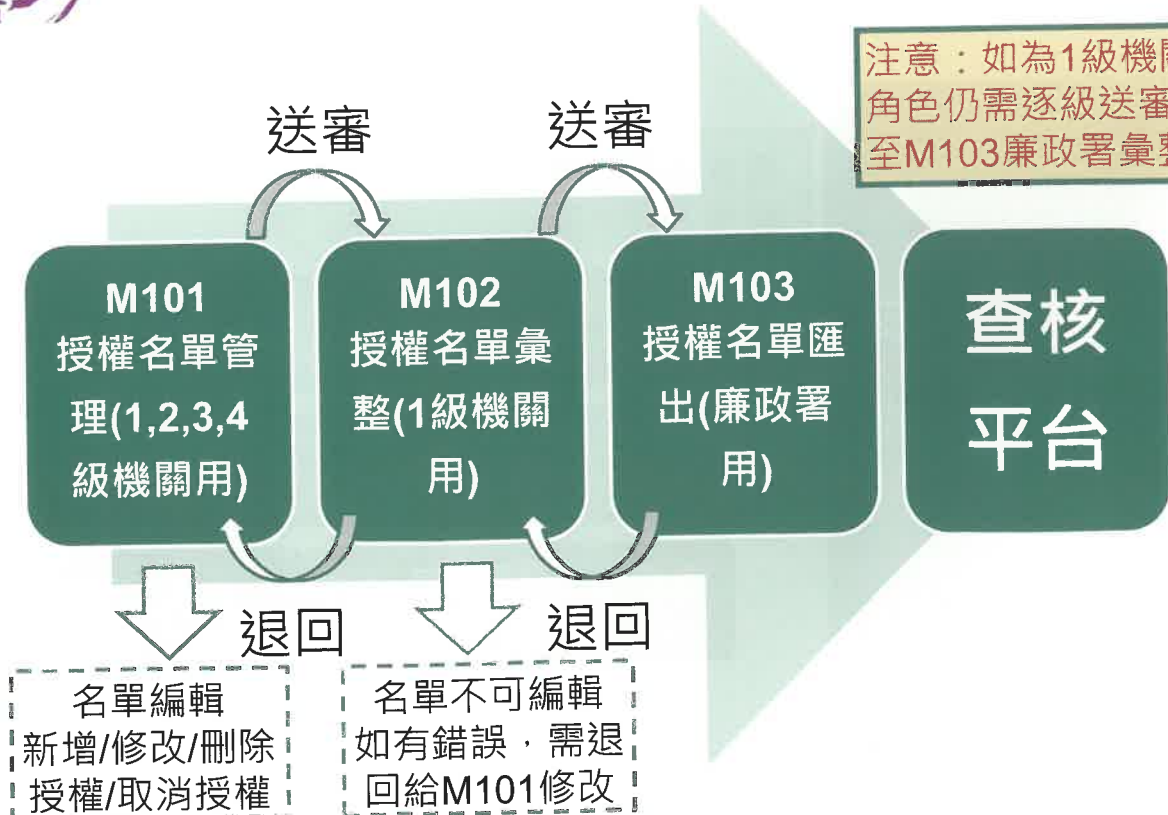 注意：如為1級機
角色仍需逐級送審
至M103廉政署彙
送審
送審
M101
授權名單管
理(1,2,3,4
級機關用)
M102
授權名單彙
整(1級機關
用)
M103
授權名單匯
出(廉政署
用)
查核
平台
退回
退回
名單編輯
新增/修改/刪除
授權/取消授權
名單不可編輯
如有錯誤，需退
回給M101修改